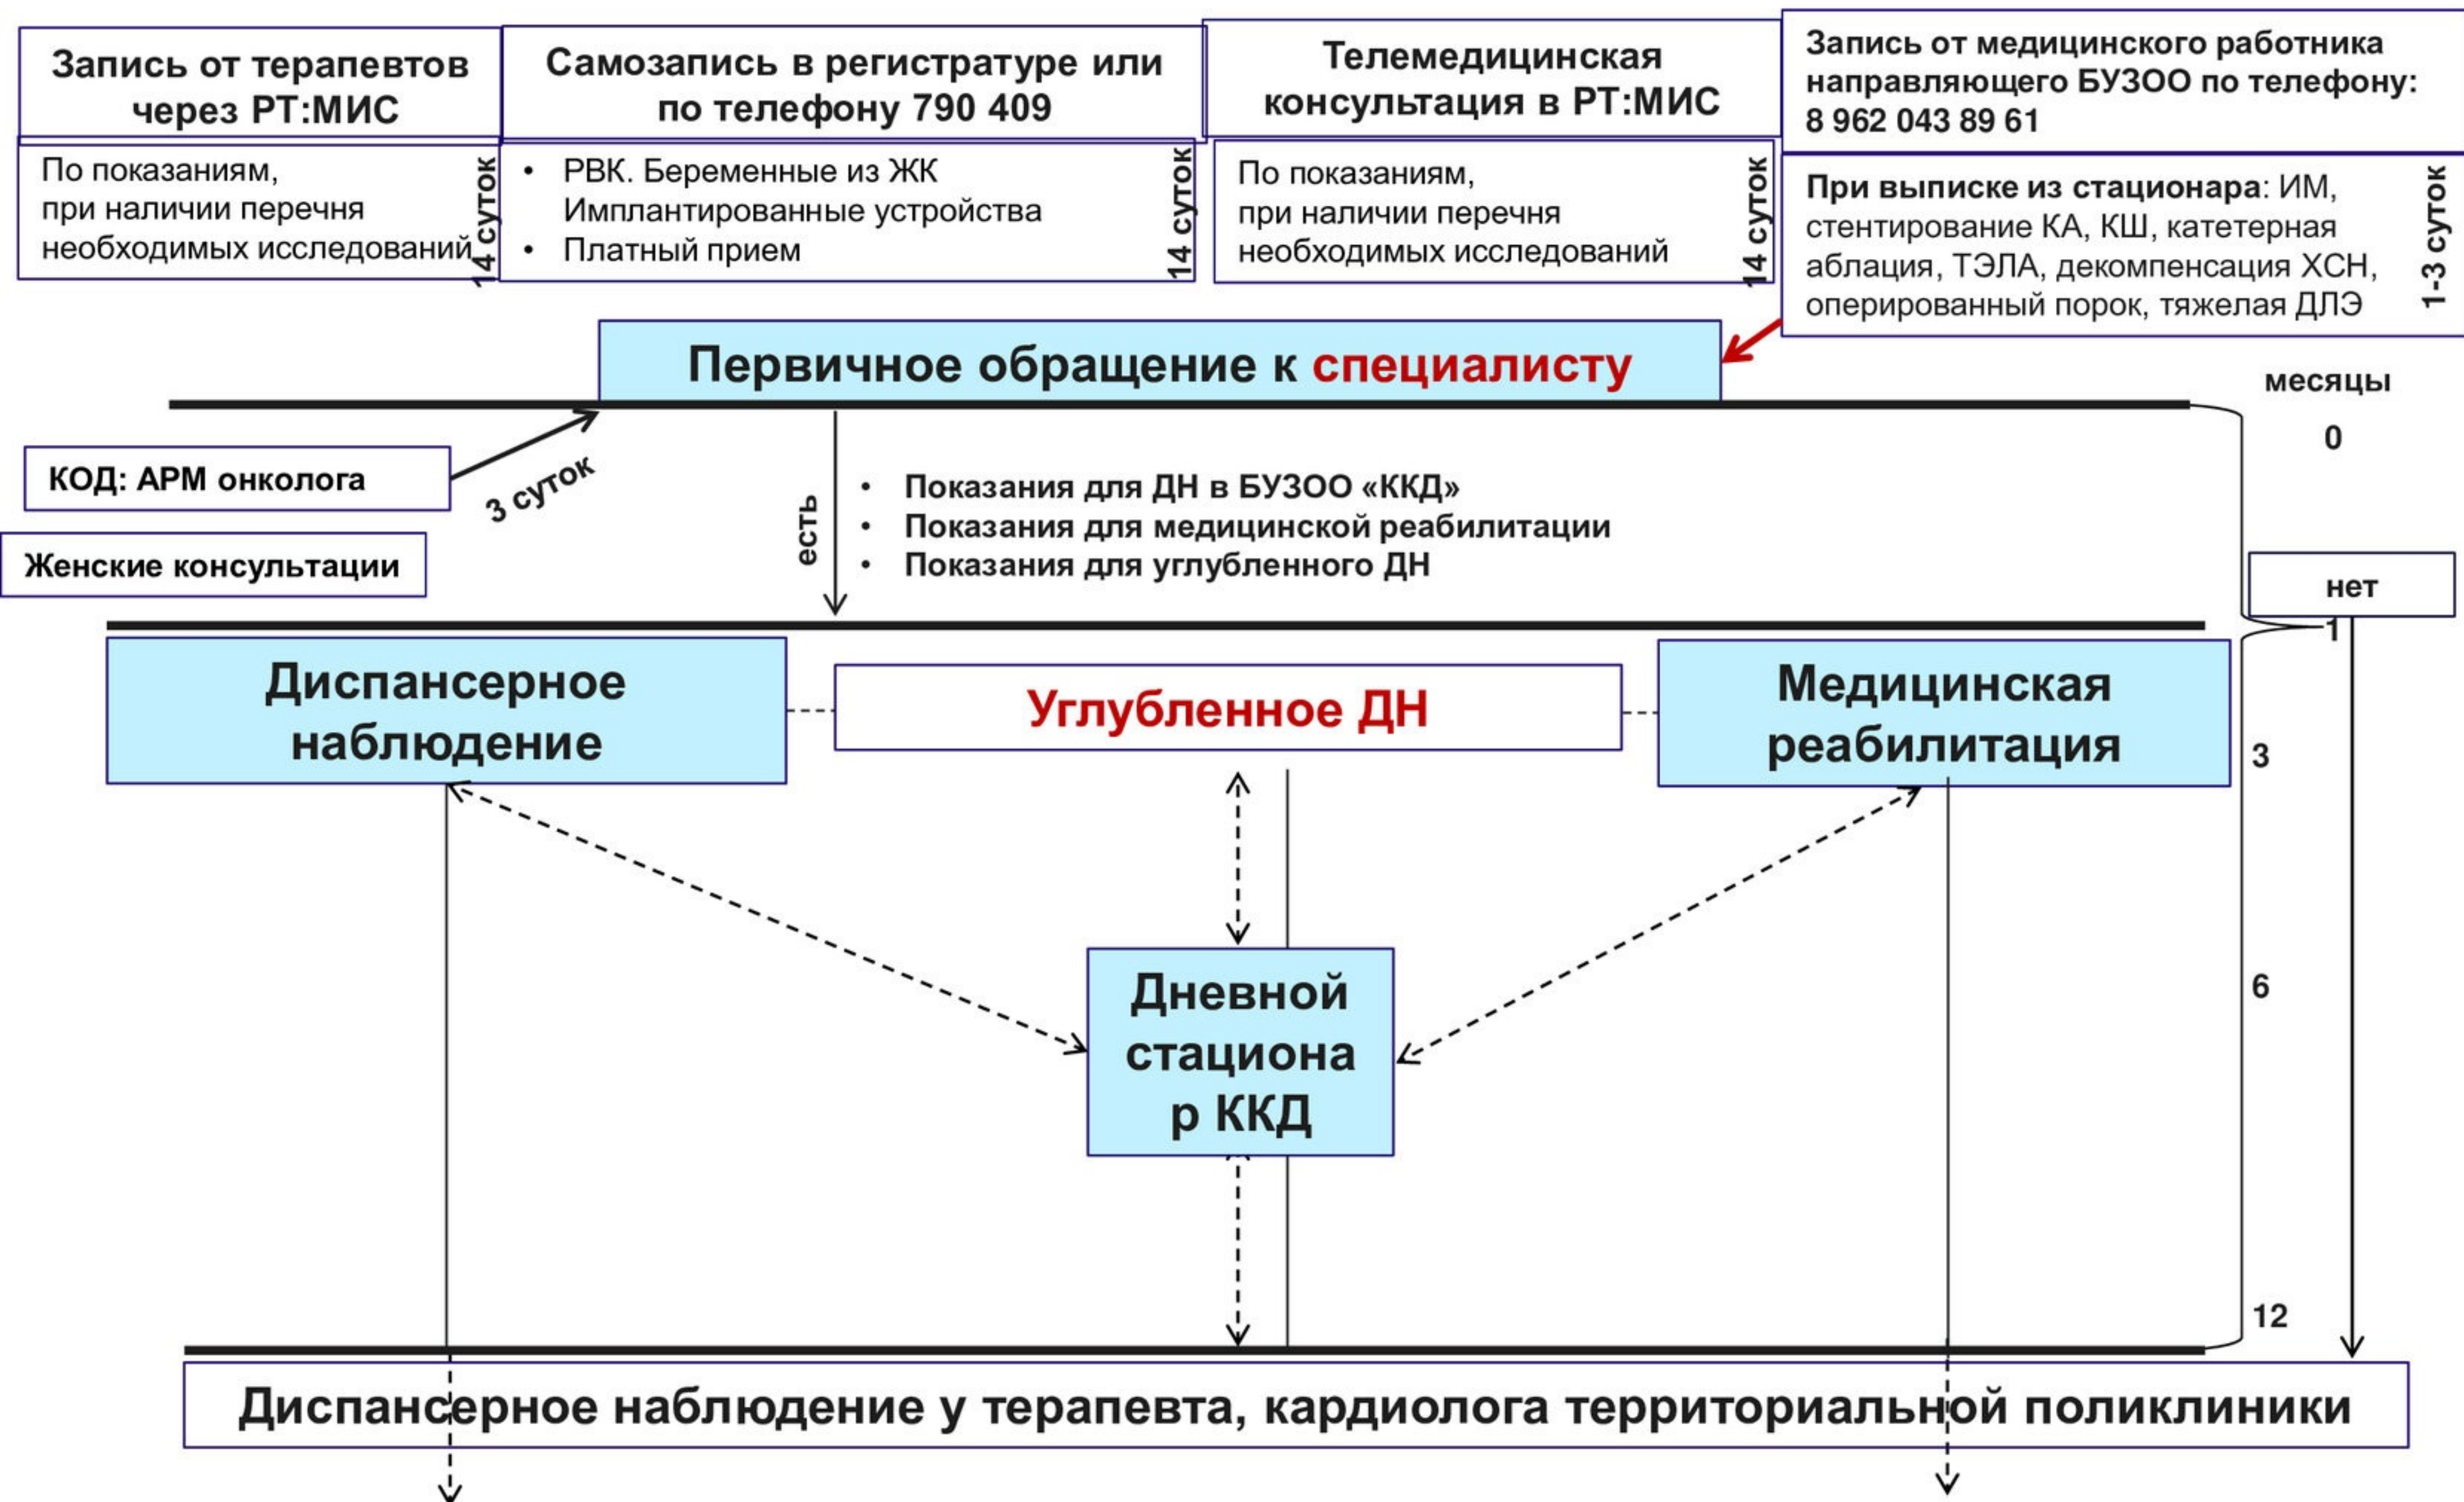 Запись от терапевтов
через РТ:МИС
По показаниям,
при наличии перечня
необходимых исследований
14 суток
Самозапись в регистратуре или
по телефону 790 409
• РВК. Беременные из ЖК
Имплантированные устройства
• Платный прием
14 суток
Телемедицинская
консультация в РТ:МИС
По показаниям,
при наличии перечня
необходимых исследований
14 суток
Запись от медицинского работника
направляющего БУЗОО по телефону:
8 962 043 89 61
При выписке из стационара: ИМ,
стентирование КА, КШ, катетерная
аблация, ТЭЛА, декомпенсация ХСН,
оперированный порок, тяжелая ДЛЭ
1-3 суток
Первичное обращение к специалисту
месяцы
0
КОД: АРМ онколога
3 суток
Женские консультации
есть
• Показания для ДН в БУЗОО «ККД»
• Показания для медицинской реабилитации
• Показания для углубленного ДН
нет
1
Диспансерное
наблюдение
Углубленное ДН
Медицинская
реабилитация
3
Дневной
стациона
р ККД
6
12
Диспансерное наблюдение у терапевта, кардиолога территориальной поликлиники